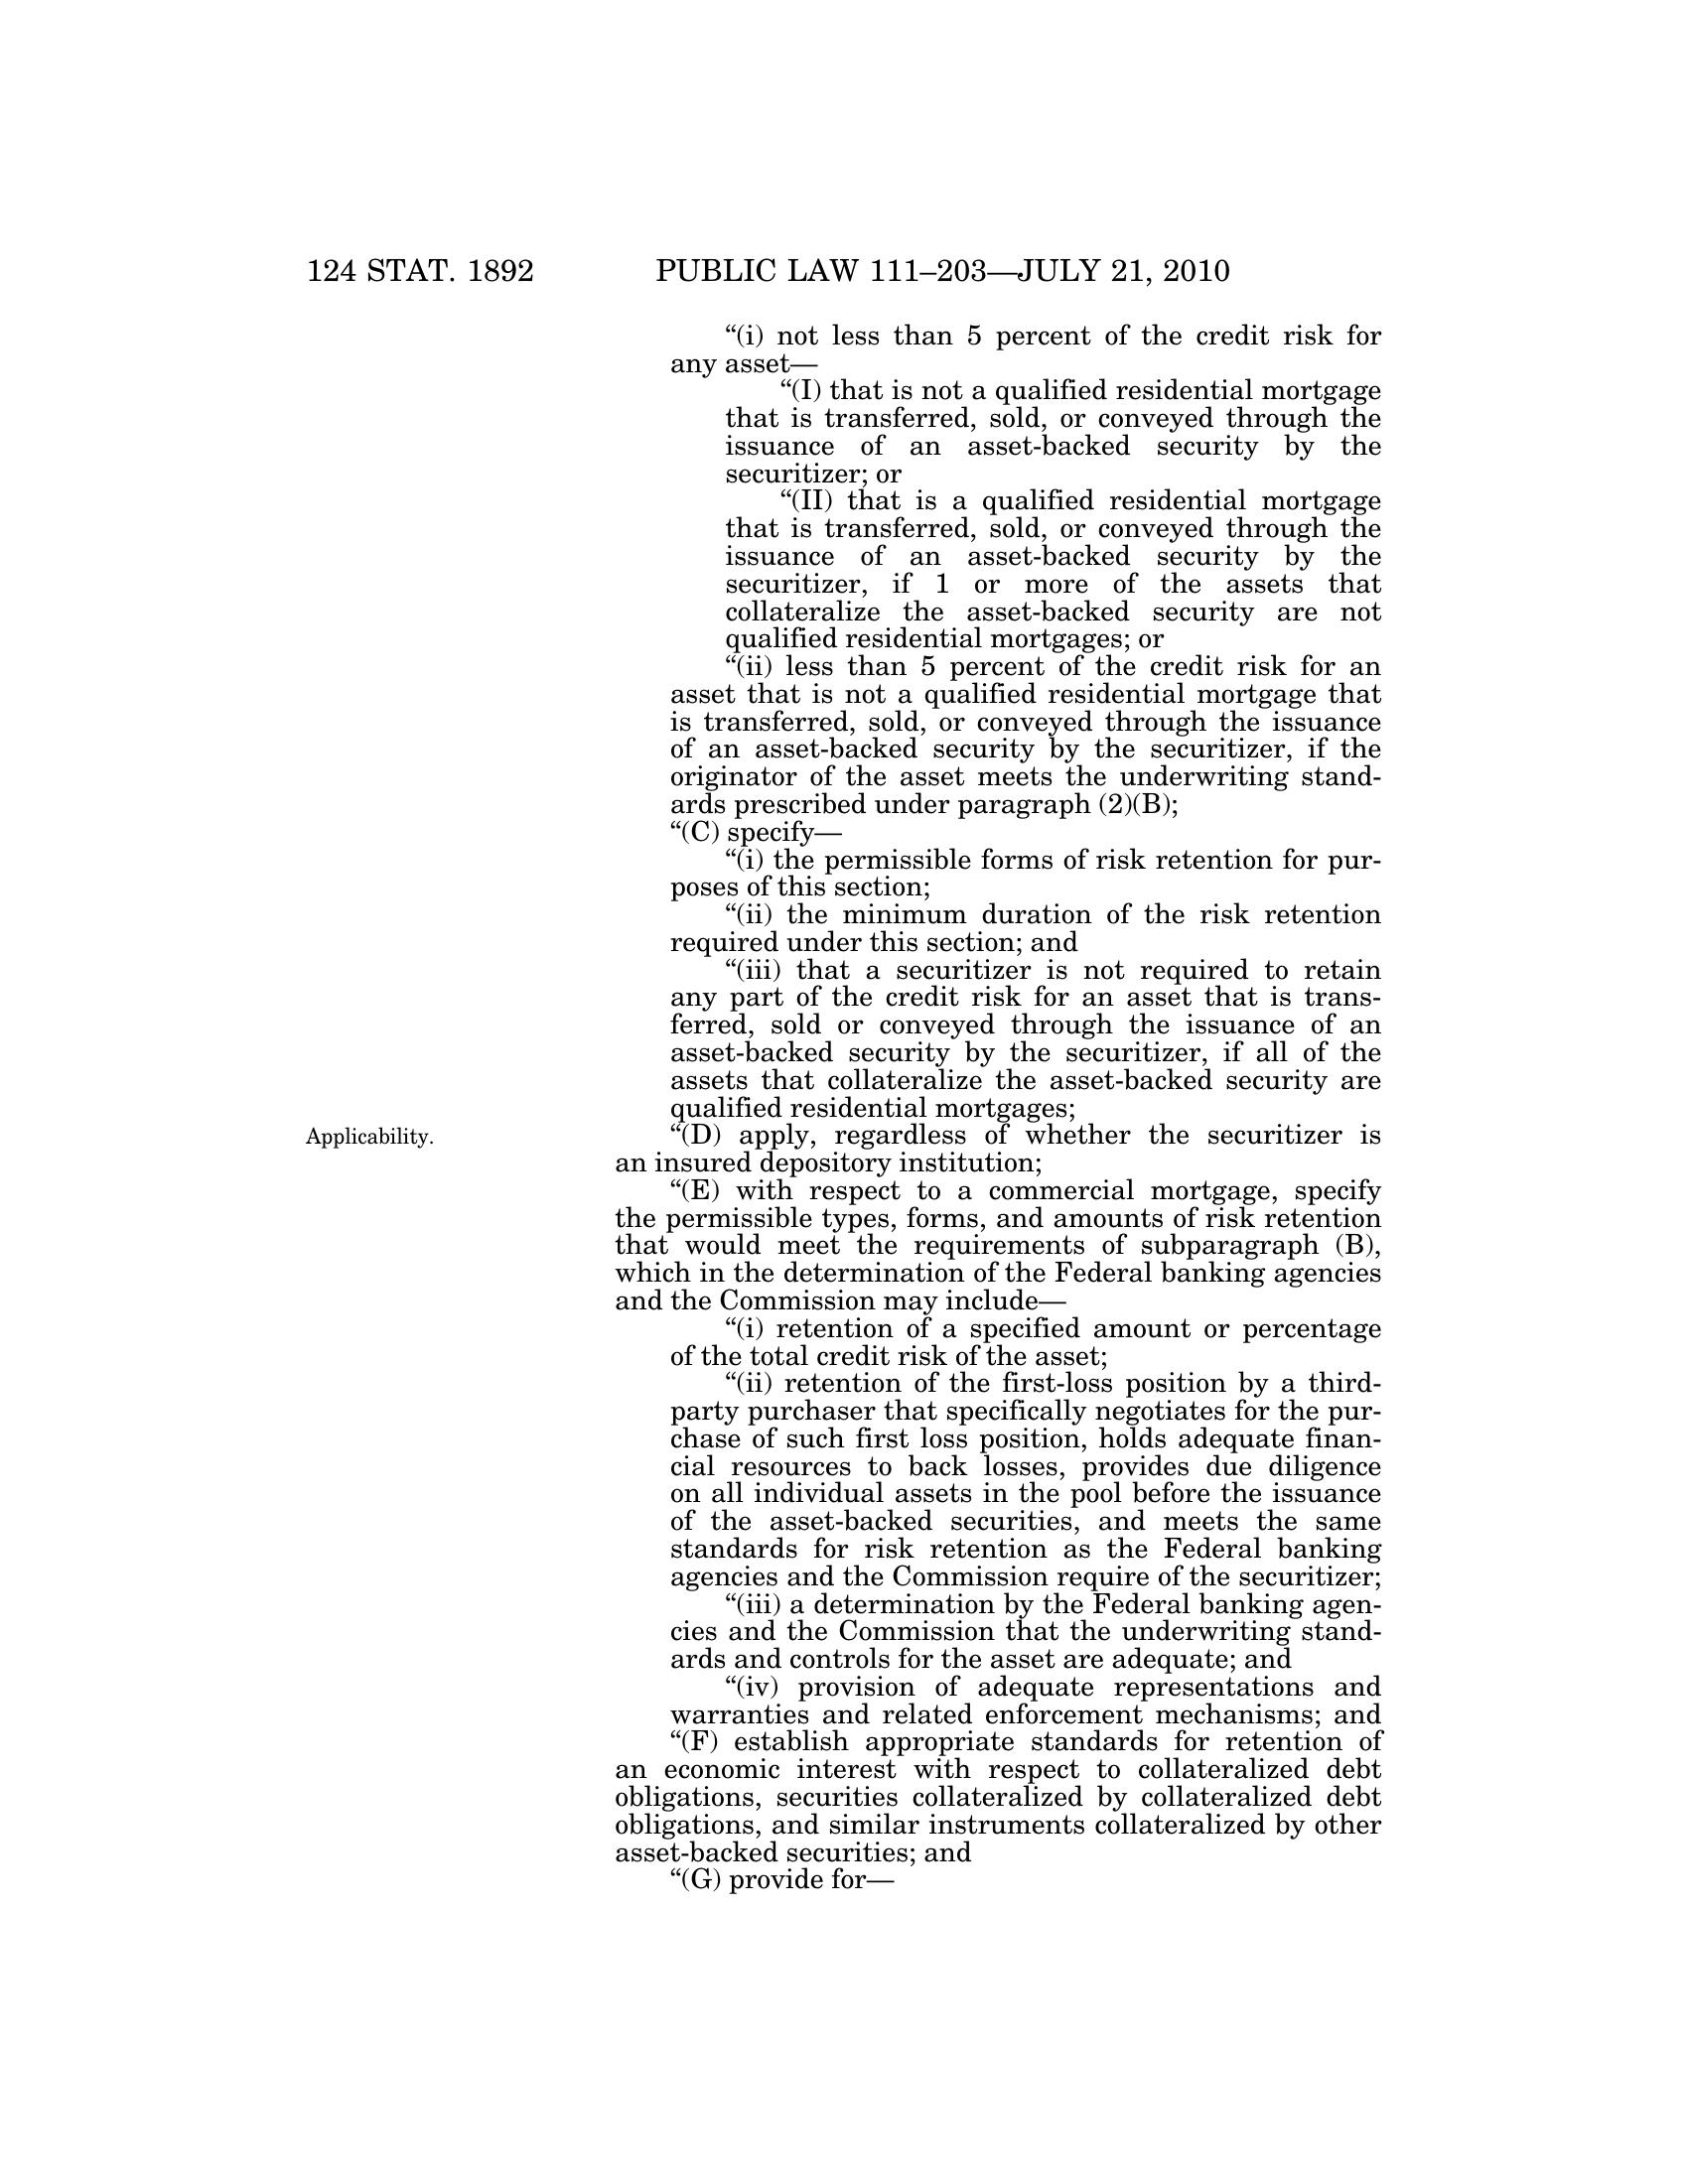 124 STAT. 1892 PUBLIC LAW 111–203—JULY 21, 2010
“(i) not less than 5 percent of the credit risk for
any asset—
“(I) that is not a qualified residential mortgage
that is transferred, sold, or conveyed through the
issuance of an asset-backed security by the
securitizer; or
“(II) that is a qualified residential mortgage
that is transferred, sold, or conveyed through the
issuance of an asset-backed security by the
securitizer, if 1 or more of the assets that
collateralize the asset-backed security are not
qualified residential mortgages; or
“(ii) less than 5 percent of the credit risk for an
asset that is not a qualified residential mortgage that
is transferred, sold, or conveyed through the issuance
of an asset-backed security by the securitizer, if the
originator of the asset meets the underwriting stand-
ards prescribed under paragraph (2)(B);
“(C) specify—
“(i) the permissible forms of risk retention for pur-
poses of this section;
“(ii) the minimum duration of the risk retention
required under this section; and
“(iii) that a securitizer is not required to retain
any part of the credit risk for an asset that is trans-
ferred, sold or conveyed through the issuance of an
asset-backed security by the securitizer, if all of the
assets that collateralize the asset-backed security are
qualified residential mortgages;
Applicability.
“(D) apply, regardless of whether the securitizer is
an insured depository institution;
“(E) with respect to a commercial mortgage, specify
the permissible types, forms, and amounts of risk retention
that would meet the requirements of subparagraph (B),
which in the determination of the Federal banking agencies
and the Commission may include—
“(i) retention of a specified amount or percentage
of the total credit risk of the asset;
“(ii) retention of the first-loss position by a third-
party purchaser that specifically negotiates for the pur-
chase of such first loss position, holds adequate finan-
cial resources to back losses, provides due diligence
on all individual assets in the pool before the issuance
of the asset-backed securities, and meets the same
standards for risk retention as the Federal banking
agencies and the Commission require of the securitizer;
“(iii) a determination by the Federal banking agen-
cies and the Commission that the underwriting stand-
ards and controls for the asset are adequate; and
“(iv) provision of adequate representations and
warranties and related enforcement mechanisms; and
“(F) establish appropriate standards for retention of
an economic interest with respect to collateralized debt
obligations, securities collateralized by collateralized debt
obligations, and similar instruments collateralized by other
asset-backed securities; and
“(G) provide for—